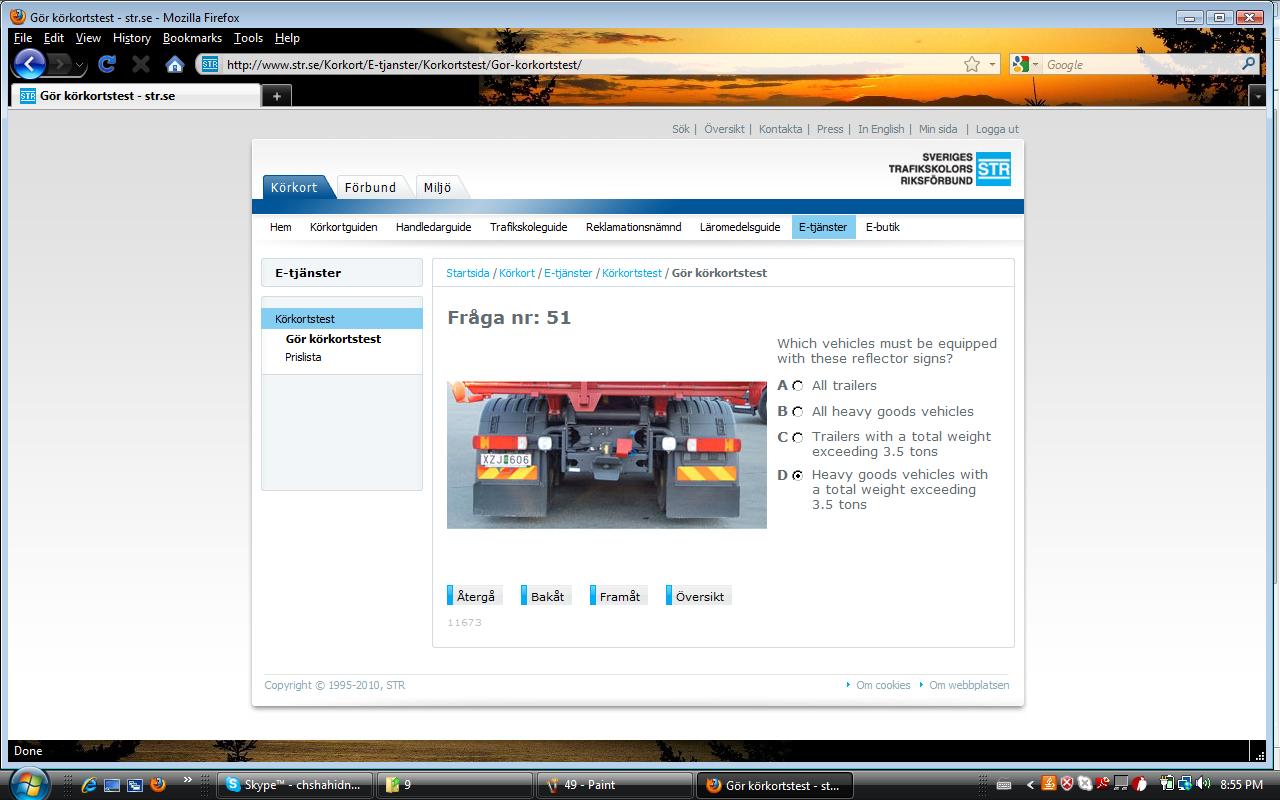 Gör körkortstest - str.se - Mozilla Firefox
File Edit View History Bookmarks Tools Help
http://www.str.se/Korkort/E-tjanster/Korkortstest/Gor-korkortstest/
Google
STR Gör körkortstest - str.se
Sök | Översikt | Kontakta | Press | In English | Min sida | Logga ut
SVERIGES
TRAFIKSKOLORS STR
RIKSFÖRBUND
Körkort Förbund Miljö
Hem Körkortguiden Handledarguide Trafikskoleguide Reklamationsnämnd Läromedelsguide E-tjänster E-butik
E-tjänster
Körkortstest
Gör körkortstest
Prislista
Startsida / Körkort / E-tjänster / Körkortstest / Gör körkortstest
Fråga nr: 51
XZJ 606
Which vehicles must be equipped
with these reflector signs?
A All trailers
B All heavy goods vehicles
C Trailers with a total weight
exceeding 3.5 tons
D Heavy goods vehicles with
a total weight exceeding
3.5 tons
Återgå Bakåt Framåt Översikt
11673
Copyright © 1995-2010, STR Om cookies Om webbplatsen
Done
Skype™ - chshahidn... 9 49 - Paint Gör körkortstest - st... 8:55 PM